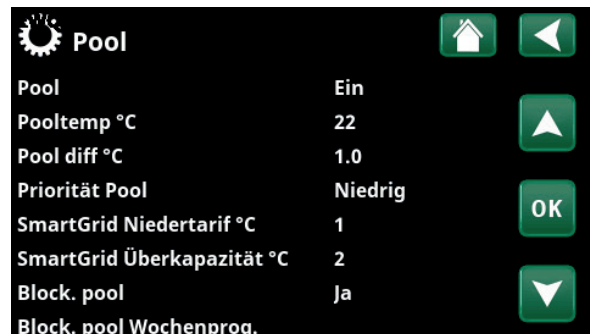 Pool
Pool Ein
Pooltemp °C 22
Pool diff °C 1.0
Priorität Pool Niedrig
SmartGrid Niedertarif °C 1
SmartGrid Überkapazität °C 2
Block. pool Ja
Block. pool Wochenprog.
OK